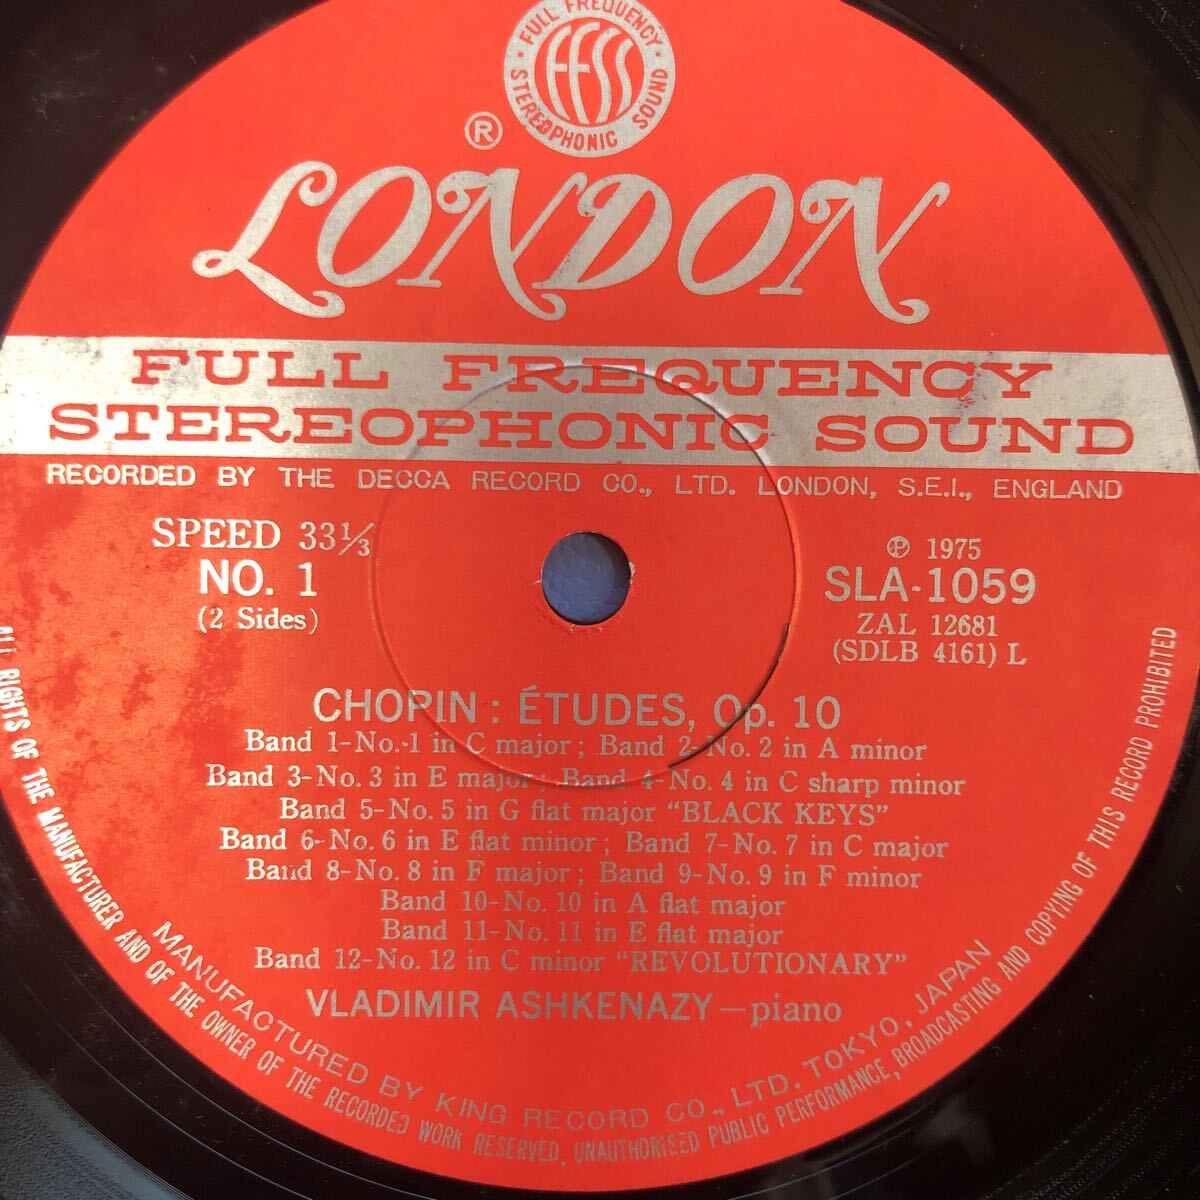 FULL FREQUENCY
STEREOPHONIC SOUND
FFSS
®
LONDON
FULL FREQUENCY
STEREOPHONIC SOUND
RECORDED BY THE DECCA RECORD CO., LTD. LONDON, S.E.I., ENGLAND
SPEED 33⅓
NO. 1
(2 Sides)
℗ 1975
SLA-1059
ZAL 12681
(SDLB 4161) L
CHOPIN : ÉTUDES, Op. 10
Band 1-No. 1 in C major ; Band 2-No. 2 in A minor
Band 3-No. 3 in E major ; Band 4-No. 4 in C sharp minor
Band 5-No. 5 in G flat major "BLACK KEYS"
Band 6-No. 6 in E flat minor ; Band 7-No. 7 in C major
Band 8-No. 8 in F major ; Band 9-No. 9 in F minor
Band 10-No. 10 in A flat major
Band 11-No. 11 in E flat major
Band 12-No. 12 in C minor "REVOLUTIONARY"
VLADIMIR ASHKENAZY—piano
MANUFACTURED BY KING RECORD CO., LTD. TOKYO, JAPAN
ALL RIGHTS OF THE MANUFACTURER AND OF THE OWNER OF THE RECORDED WORK RESERVED. UNAUTHORISED PUBLIC PERFORMANCE, BROADCASTING AND COPYING OF THIS RECORD PROHIBITED